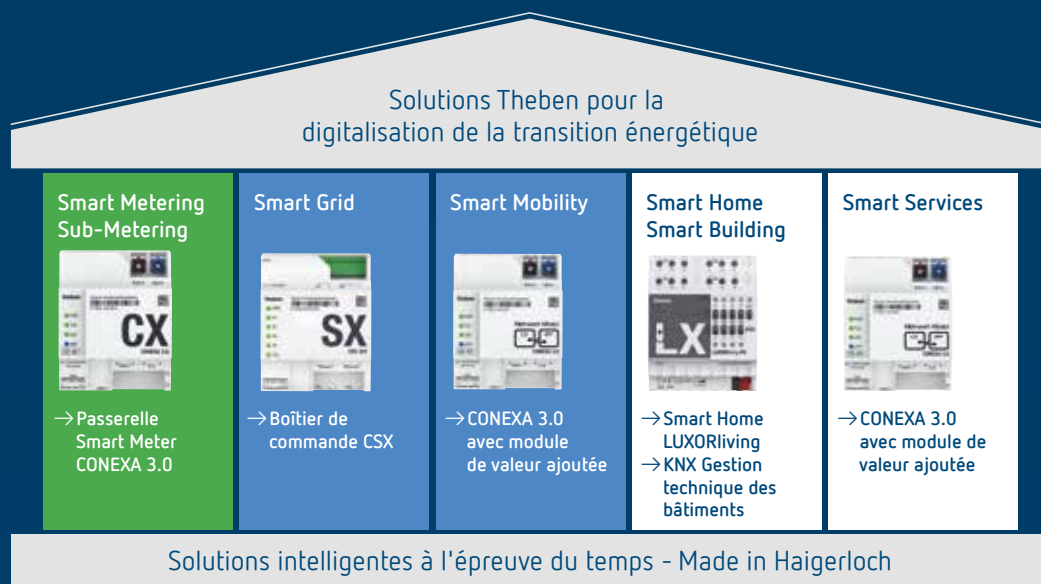 Solutions Theben pour la
digitalisation de la transition énergétique
Smart Metering
Sub-Metering
CX
→ Passerelle
Smart Meter
CONEXA 3.0
Smart Grid
SX
→ Boîtier de
commande CSX
Smart Mobility
→ CONEXA 3.0
avec module
de valeur ajoutée
Smart Home
Smart Building
LX
→ Smart Home
LUXORliving
→ KNX Gestion
technique des
bâtiments
Smart Services
→ CONEXA 3.0
avec module de
valeur ajoutée
Solutions intelligentes à l'épreuve du temps - Made in Haigerloch